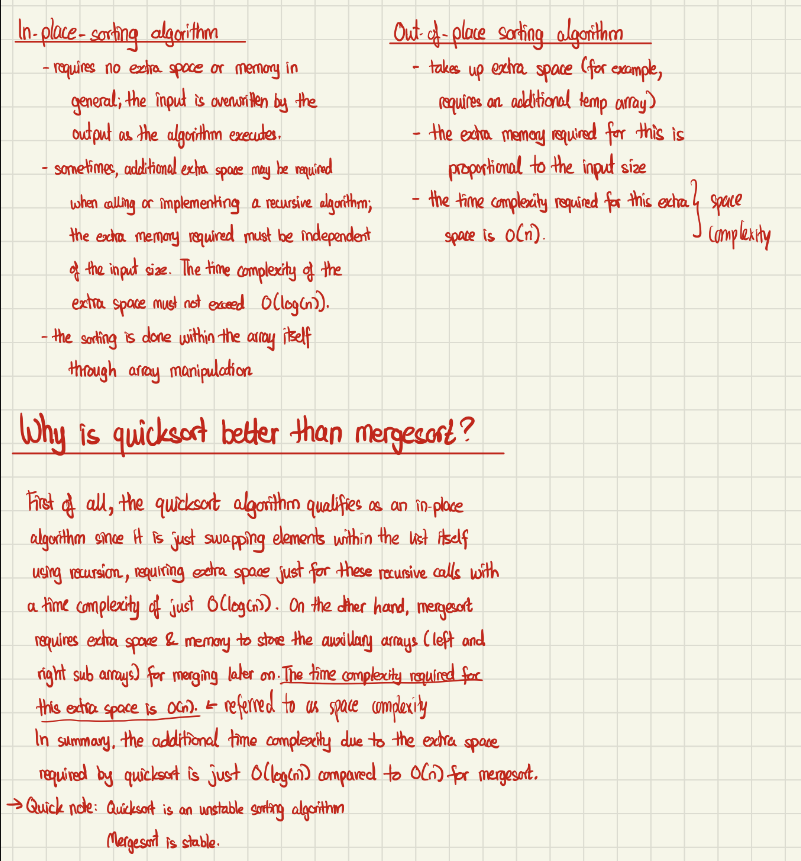 In-place-sorting algorithm
- requires no extra space or memory in
general; the input is overwritten by the
output as the algorithm executes.
- sometimes, additional extra space may be required
when calling or implementing a recursive algorithm;
the extra memory required must be independent
of the input size. The time complexity of the
extra space must not exceed O(log(n)).
- the sorting is done within the array itself
through array manipulation
Out-of-place sorting algorithm
- takes up extra space (for example,
requires an additional temp array)
- the extra memory required for this is
proportional to the input size
- the time complexity required for this extra
space is O(n).
space
complexity
Why is quicksort better than mergesort?
First of all, the quicksort algorithm qualifies as an in-place
algorithm since it is just swapping elements within the list itself
using recursion, requiring extra space just for these recursive calls with
a time complexity of just O(log(n)). On the other hand, mergesort
requires extra space & memory to store the auxillary arrays (left and
right sub arrays) for merging later on. The time complexity required for
this extra space is O(n). ← referred to as space complexity
In summary, the additional time complexity due to the extra space
required by quicksort is just O(log(n)) compared to O(n) for mergesort.
→ Quick note: Quicksort is an unstable sorting algorithm
Mergesort is stable.